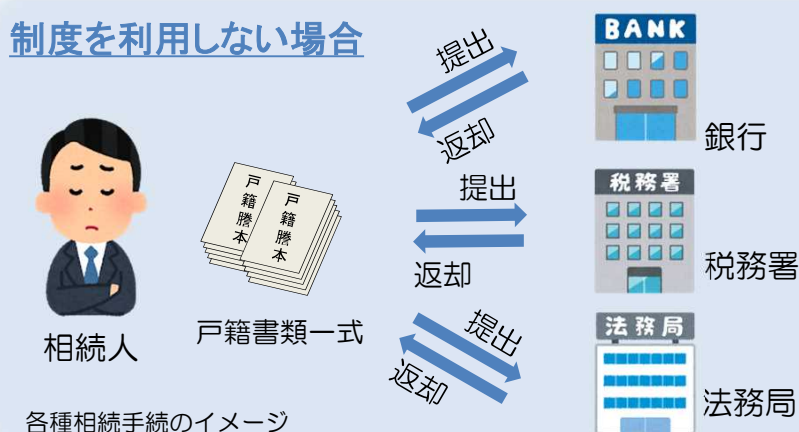 制度を利用しない場合
提出
返却
BANK
銀行
戸籍謄本
戸籍謄本
提出
返却
税務署
税務署
相続人
戸籍書類一式
提出
返却
法務局
法務局
各種相続手続のイメージ